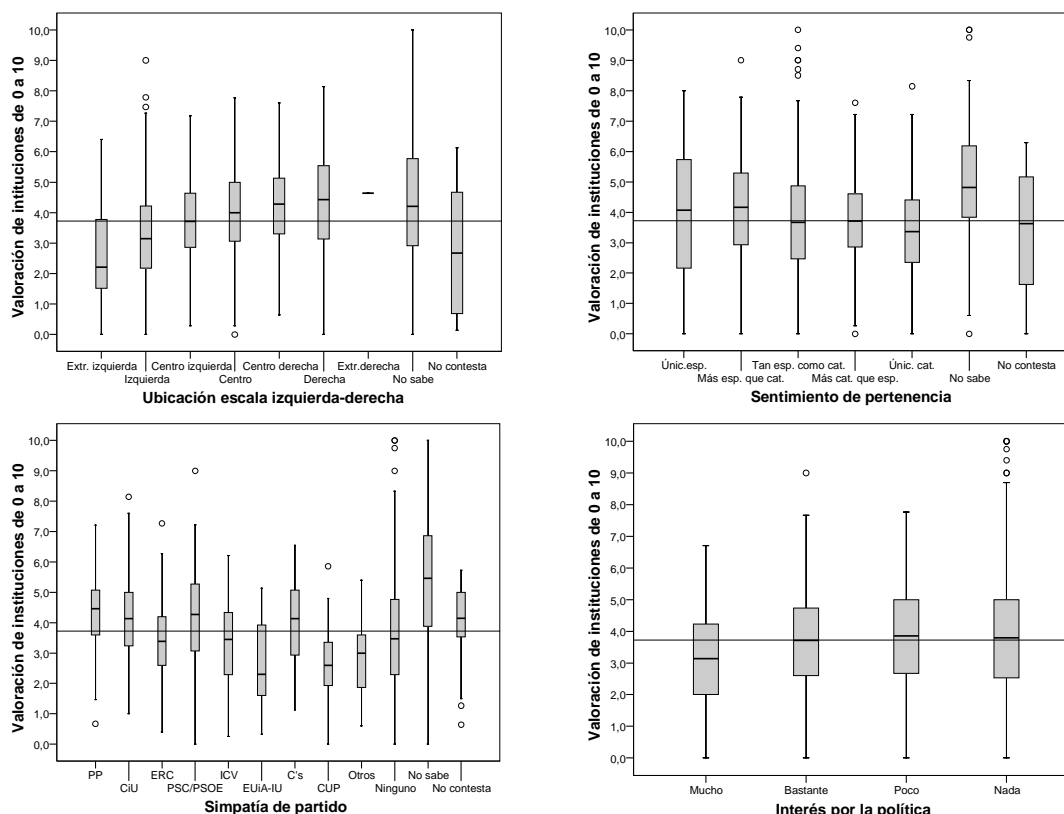 Valoración de intituciones de 0 a 10
10,0
9,0
8,0
7,0
6,0
5,0
4,0
3,0
2,0
1,0
0,0
Extr. izquierda Centro izquierda Centro derecha Extr.derecha No contesta
Izquierda Centro Derecha No sabe
Ubicación escala izquierda-derecha
Valoración de instituciones de 0 a 10
10,0
9,0
8,0
7,0
6,0
5,0
4,0
3,0
2,0
1,0
0,0
Únic.esp. Tan esp. como cat. Únic. cat. No contesta
Más esp. que cat. Más cat. que esp. No sabe
Sentimiento de pertenencia
Valoración de instituciones de 0 a 10
10,0
9,0
8,0
7,0
6,0
5,0
4,0
3,0
2,0
1,0
0,0
PP ERC ICV C's Otros No sabe
CiU PSC/PSOE EUiA-IU CUP Ninguno No contesta
Simpatía de partido
Valoración de instituciones de 0 a 10
10,0
9,0
8,0
7,0
6,0
5,0
4,0
3,0
2,0
1,0
0,0
Mucho Bastante Poco Nada
Interés por la política